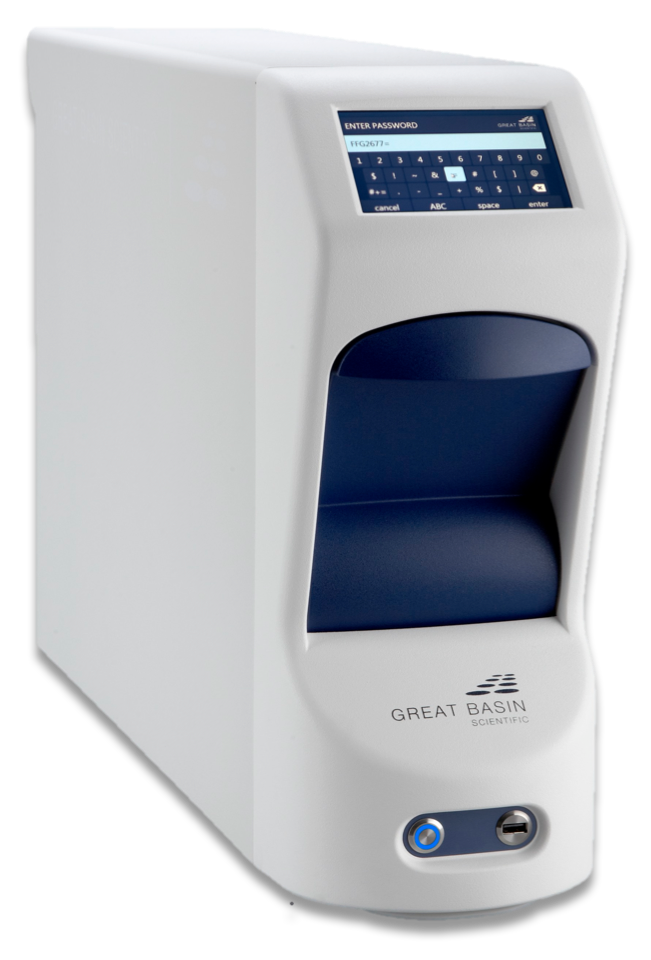 ENTER PASSWORD
GREAT BASIN
FFG2677=
1 2 3 4 5 6 7 8 9 0
$ ! ~ & # [ ] @
#+= , - _ + % $ |
cancel ABC space enter
GREAT BASIN
SCIENTIFIC